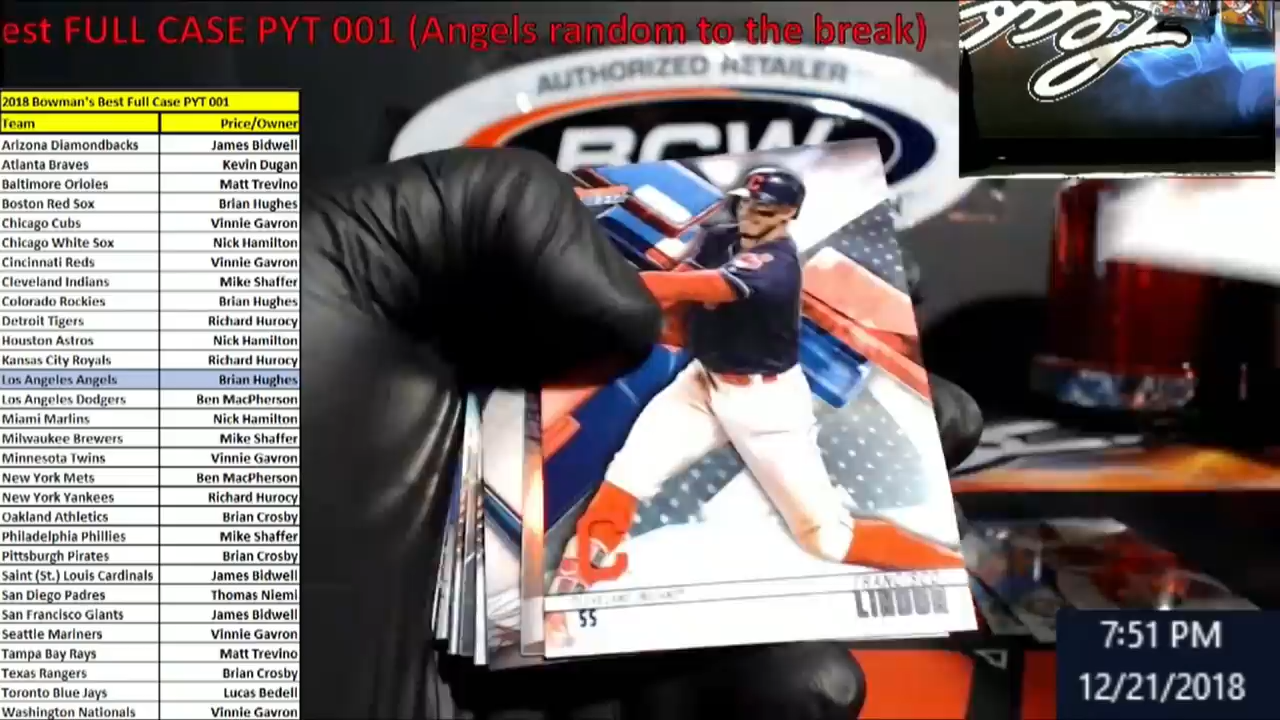 est FULL CASE PYT 001 (Angels random to the break)
AUTHORIZED RETAILER
BCW
2018 Bowman's Best Full Case PYT 001
Team Price/Owner
Arizona Diamondbacks James Bidwell
Atlanta Braves Kevin Dugan
Baltimore Orioles Matt Trevino
Boston Red Sox Brian Hughes
Chicago Cubs Vinnie Gavron
Chicago White Sox Nick Hamilton
Cincinnati Reds Vinnie Gavron
Cleveland Indians Mike Shaffer
Colorado Rockies Brian Hughes
Detroit Tigers Richard Hurocy
Houston Astros Nick Hamilton
Kansas City Royals Richard Hurocy
Los Angeles Angels Brian Hughes
Los Angeles Dodgers Ben MacPherson
Miami Marlins Nick Hamilton
Milwaukee Brewers Mike Shaffer
Minnesota Twins Vinnie Gavron
New York Mets Ben MacPherson
New York Yankees Richard Hurocy
Oakland Athletics Brian Crosby
Philadelphia Phillies Mike Shaffer
Pittsburgh Pirates Brian Crosby
Saint (St.) Louis Cardinals James Bidwell
San Diego Padres Thomas Niemi
San Francisco Giants James Bidwell
Seattle Mariners Vinnie Gavron
Tampa Bay Rays Matt Trevino
Texas Rangers Brian Crosby
Toronto Blue Jays Lucas Bedell
Washington Nationals Vinnie Gavron
C
C
FRANCISCO
LINDOR
CLEVELAND INDIANS
SS
7:51 PM
12/21/2018